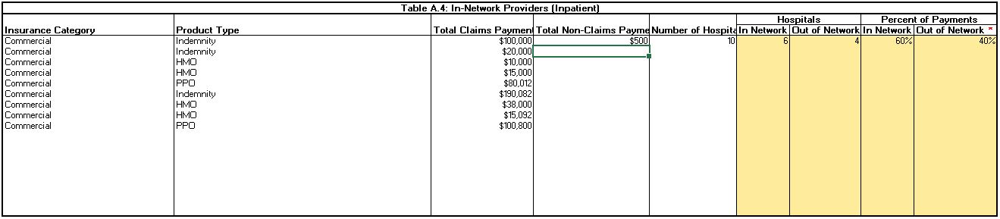 Table A.4: In-Network Providers (Inpatient)
Hospitals Percent of Payments
Insurance Category Product Type Total Claims Payment Total Non-Claims Payme Number of Hospita In Network Out of Network In Network Out of Network *
Commercial Indemnity $100,000 $500 10 6 4 60% 40%
Commercial Indemnity $20,000
Commercial HMO $10,000
Commercial HMO $15,000
Commercial PPO $80,012
Commercial Indemnity $190,082
Commercial HMO $38,000
Commercial HMO $15,092
Commercial PPO $100,800